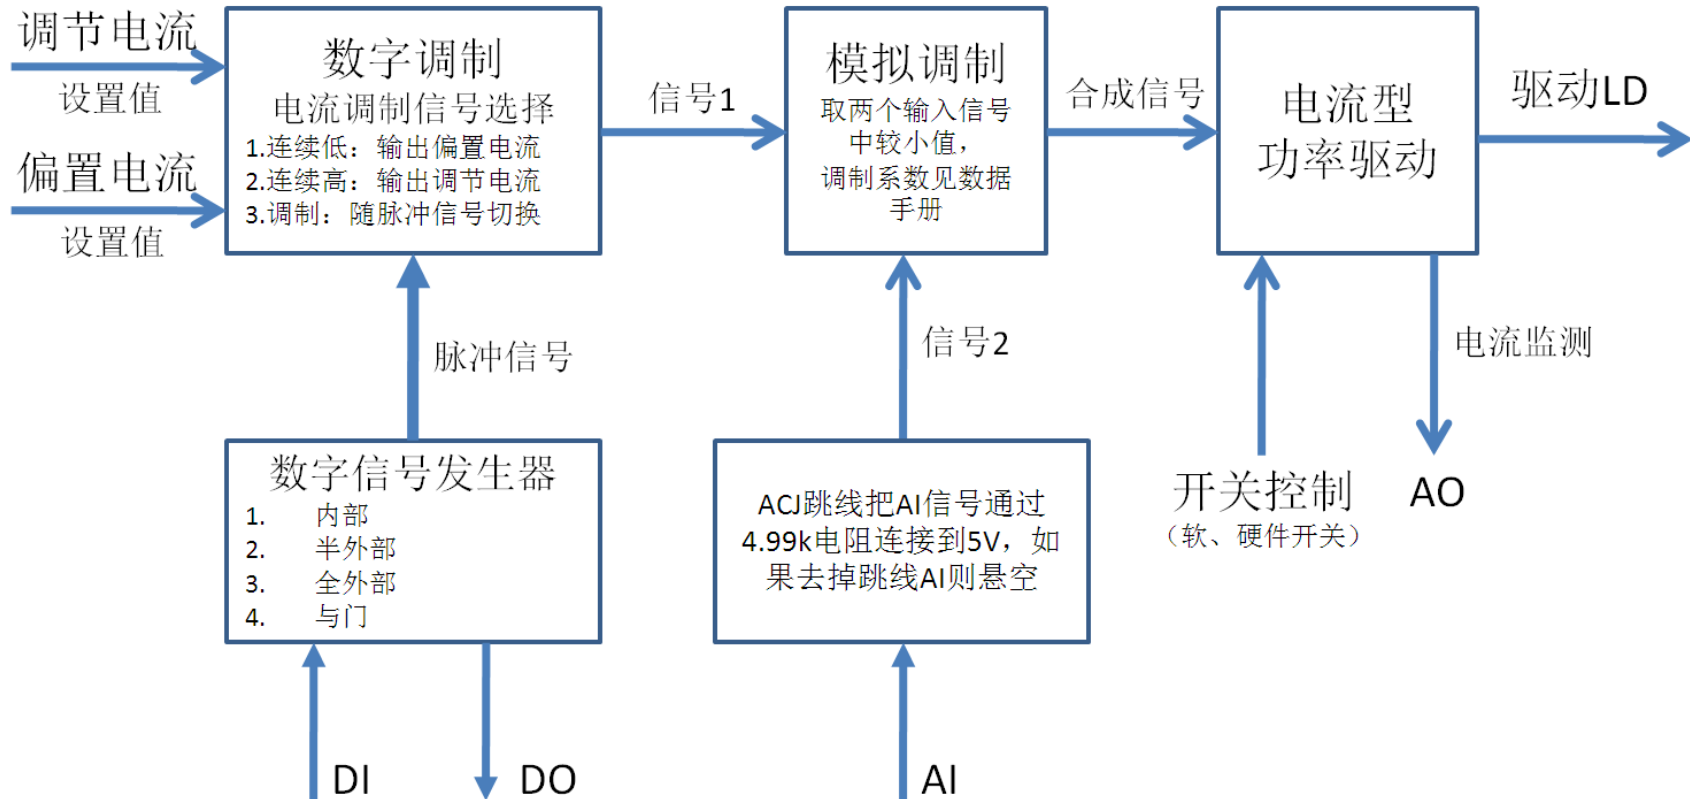 调节电流
设置值
偏置电流
设置值
数字调制
电流调制信号选择
1.连续低：输出偏置电流
2.连续高：输出调节电流
3.调制：随脉冲信号切换
信号1
模拟调制
取两个输入信号
中较小值，
调制系数见数据
手册
合成信号
电流型
功率驱动
驱动LD
脉冲信号
信号2
电流监测
数字信号发生器
1. 内部
2. 半外部
3. 全外部
4. 与门
ACJ跳线把AI信号通过
4.99k电阻连接到5V，如
果去掉跳线AI则悬空
开关控制
（软、硬件开关）
AO
DI
DO
AI